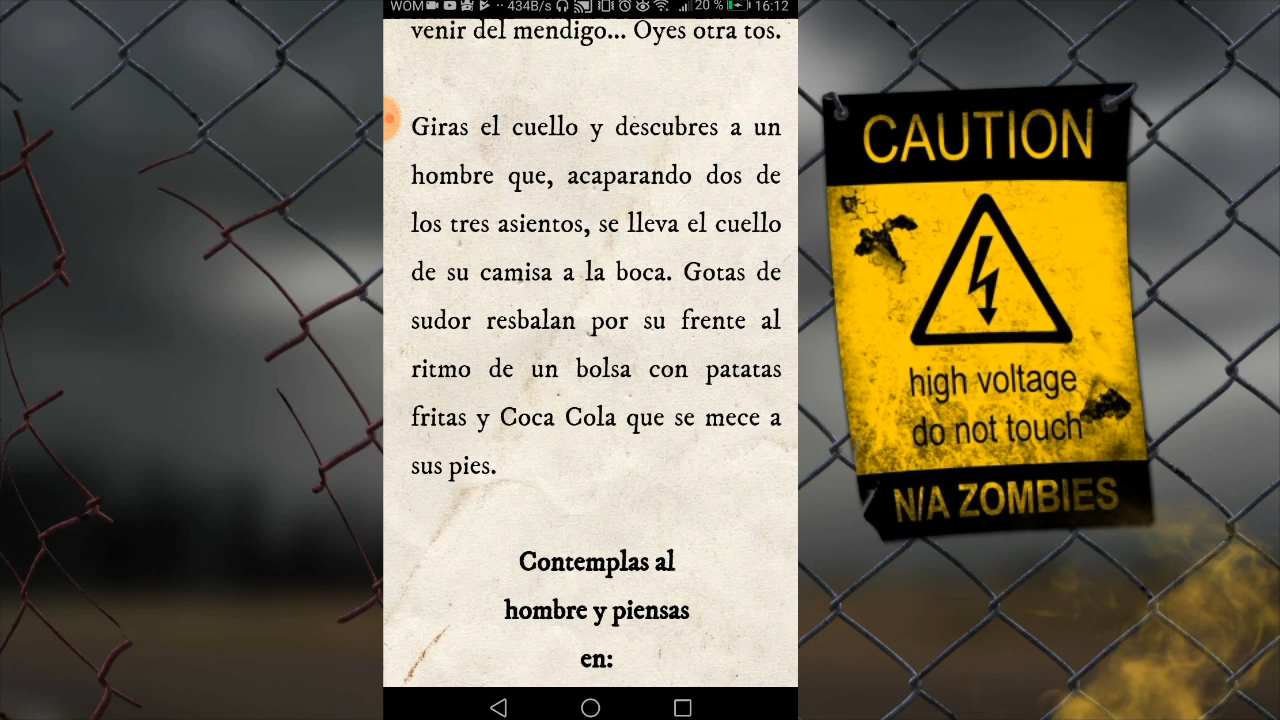 WOM 434B/s 20 % 16:12
venir del mendigo... Oyes otra tos.
Giras el cuello y descubres a un
hombre que, acaparando dos de
los tres asientos, se lleva el cuello
de su camisa a la boca. Gotas de
sudor resbalan por su frente al
ritmo de un bolsa con patatas
fritas y Coca Cola que se mece a
sus pies.
Contemplas al
hombre y piensas
en:
CAUTION
high voltage
do not touch
N/A ZOMBIES